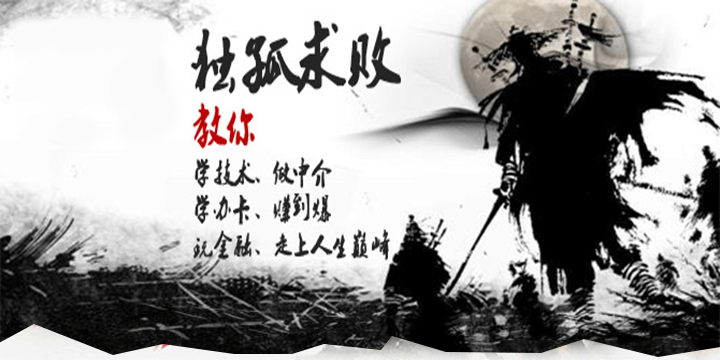 独孤求败
教你
学技术、做中介
学办卡、赚到爆
玩金融、走上人生巅峰